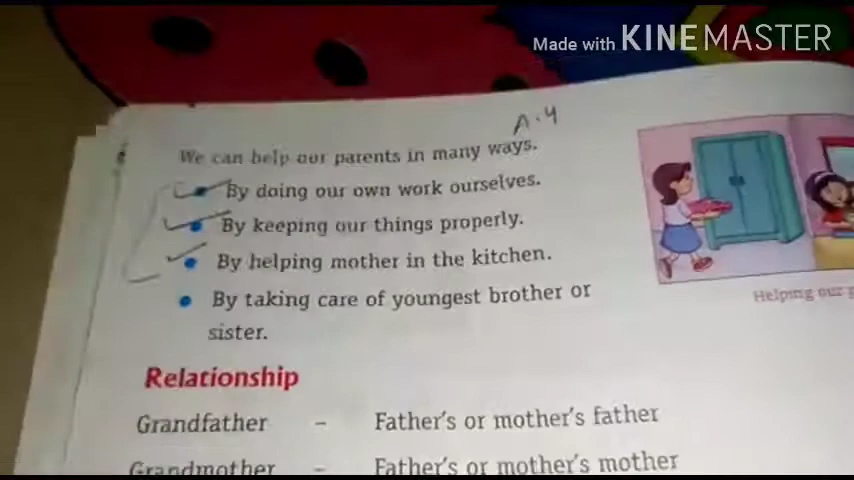 Made with KINEMASTER
A.4
We can help our parents in many ways.
By doing our own work ourselves.
By keeping our things properly.
By helping mother in the kitchen.
By taking care of youngest brother or
sister.
Helping our
Relationship
Grandfather - Father's or mother's father
Grandmother - Father's or mother's mother